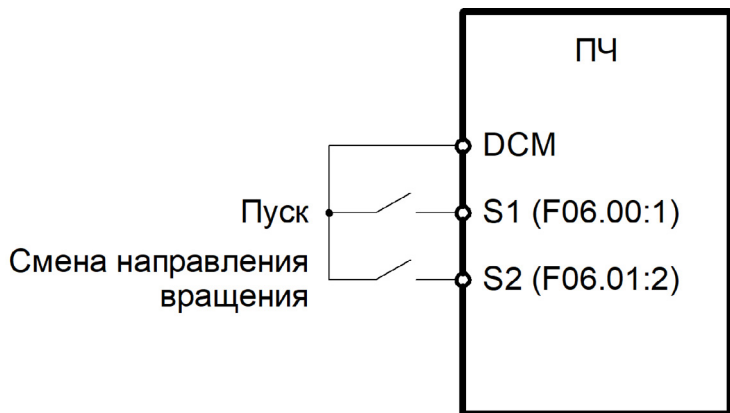 ПЧ
DCM
Пуск
S1 (F06.00:1)
Смена направления
вращения
S2 (F06.01:2)